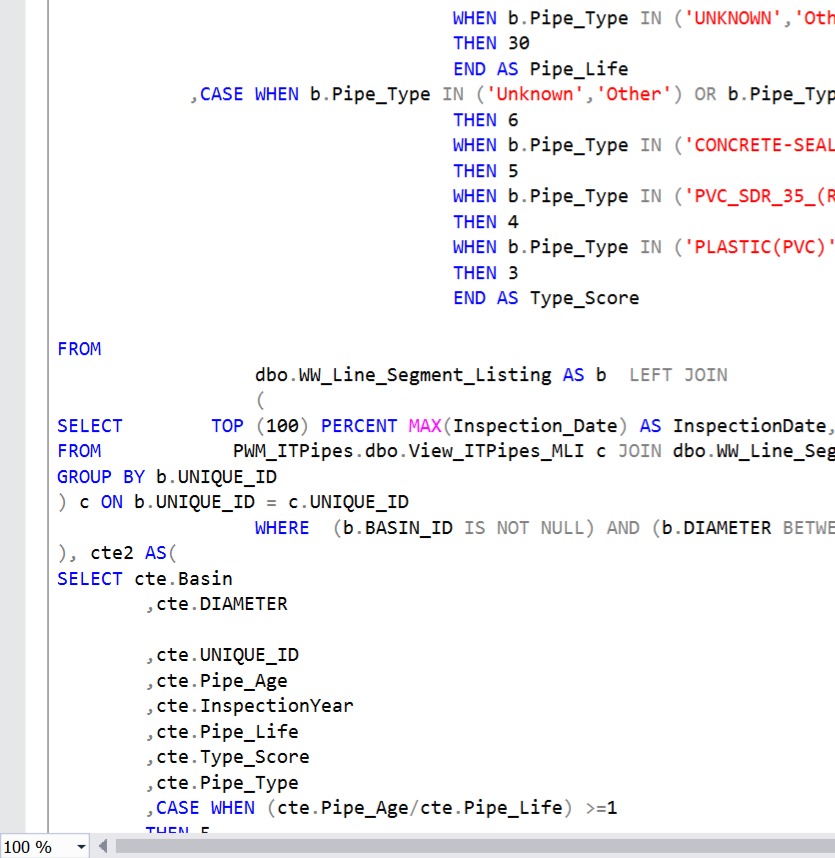 WHEN b.Pipe_Type IN ('UNKNOWN','Oth
THEN 30
END AS Pipe_Life
,CASE WHEN b.Pipe_Type IN ('Unknown','Other') OR b.Pipe_Typ
THEN 6
WHEN b.Pipe_Type IN ('CONCRETE-SEAL
THEN 5
WHEN b.Pipe_Type IN ('PVC_SDR_35_(R
THEN 4
WHEN b.Pipe_Type IN ('PLASTIC(PVC)'
THEN 3
END AS Type_Score
FROM
dbo.WW_Line_Segment_Listing AS b LEFT JOIN
(
SELECT TOP (100) PERCENT MAX(Inspection_Date) AS InspectionDate,
FROM PWM_ITPipes.dbo.View_ITPipes_MLI c JOIN dbo.WW_Line_Seg
GROUP BY b.UNIQUE_ID
) c ON b.UNIQUE_ID = c.UNIQUE_ID
WHERE (b.BASIN_ID IS NOT NULL) AND (b.DIAMETER BETWE
), cte2 AS(
SELECT cte.Basin
,cte.DIAMETER
,cte.UNIQUE_ID
,cte.Pipe_Age
,cte.InspectionYear
,cte.Pipe_Life
,cte.Type_Score
,cte.Pipe_Type
,CASE WHEN (cte.Pipe_Age/cte.Pipe_Life) >=1
THEN 5
100 %